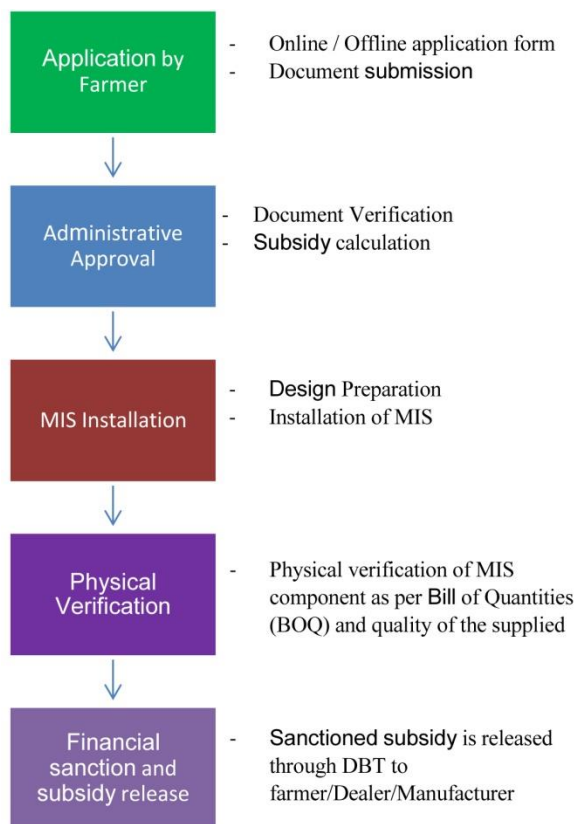 Application by
Farmer
- Online / Offline application form
- Document submission
Administrative
Approval
- Document Verification
- Subsidy calculation
MIS Installation
- Design Preparation
- Installation of MIS
Physical
Verification
- Physical verification of MIS
component as per Bill of Quantities
(BOQ) and quality of the supplied
Financial
sanction and
subsidy release
- Sanctioned subsidy is released
through DBT to
farmer/Dealer/Manufacturer